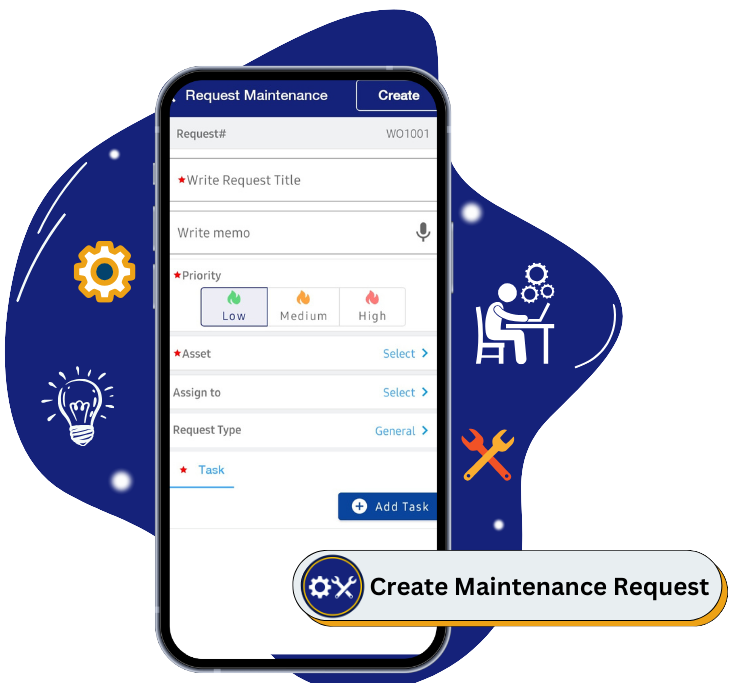 Request Maintenance Create
Request# WO1001
*Write Request Title
Write memo
*Priority
Low Medium High
*Asset Select >
Assign to Select >
Request Type General >
* Task
+ Add Task
Create Maintenance Request